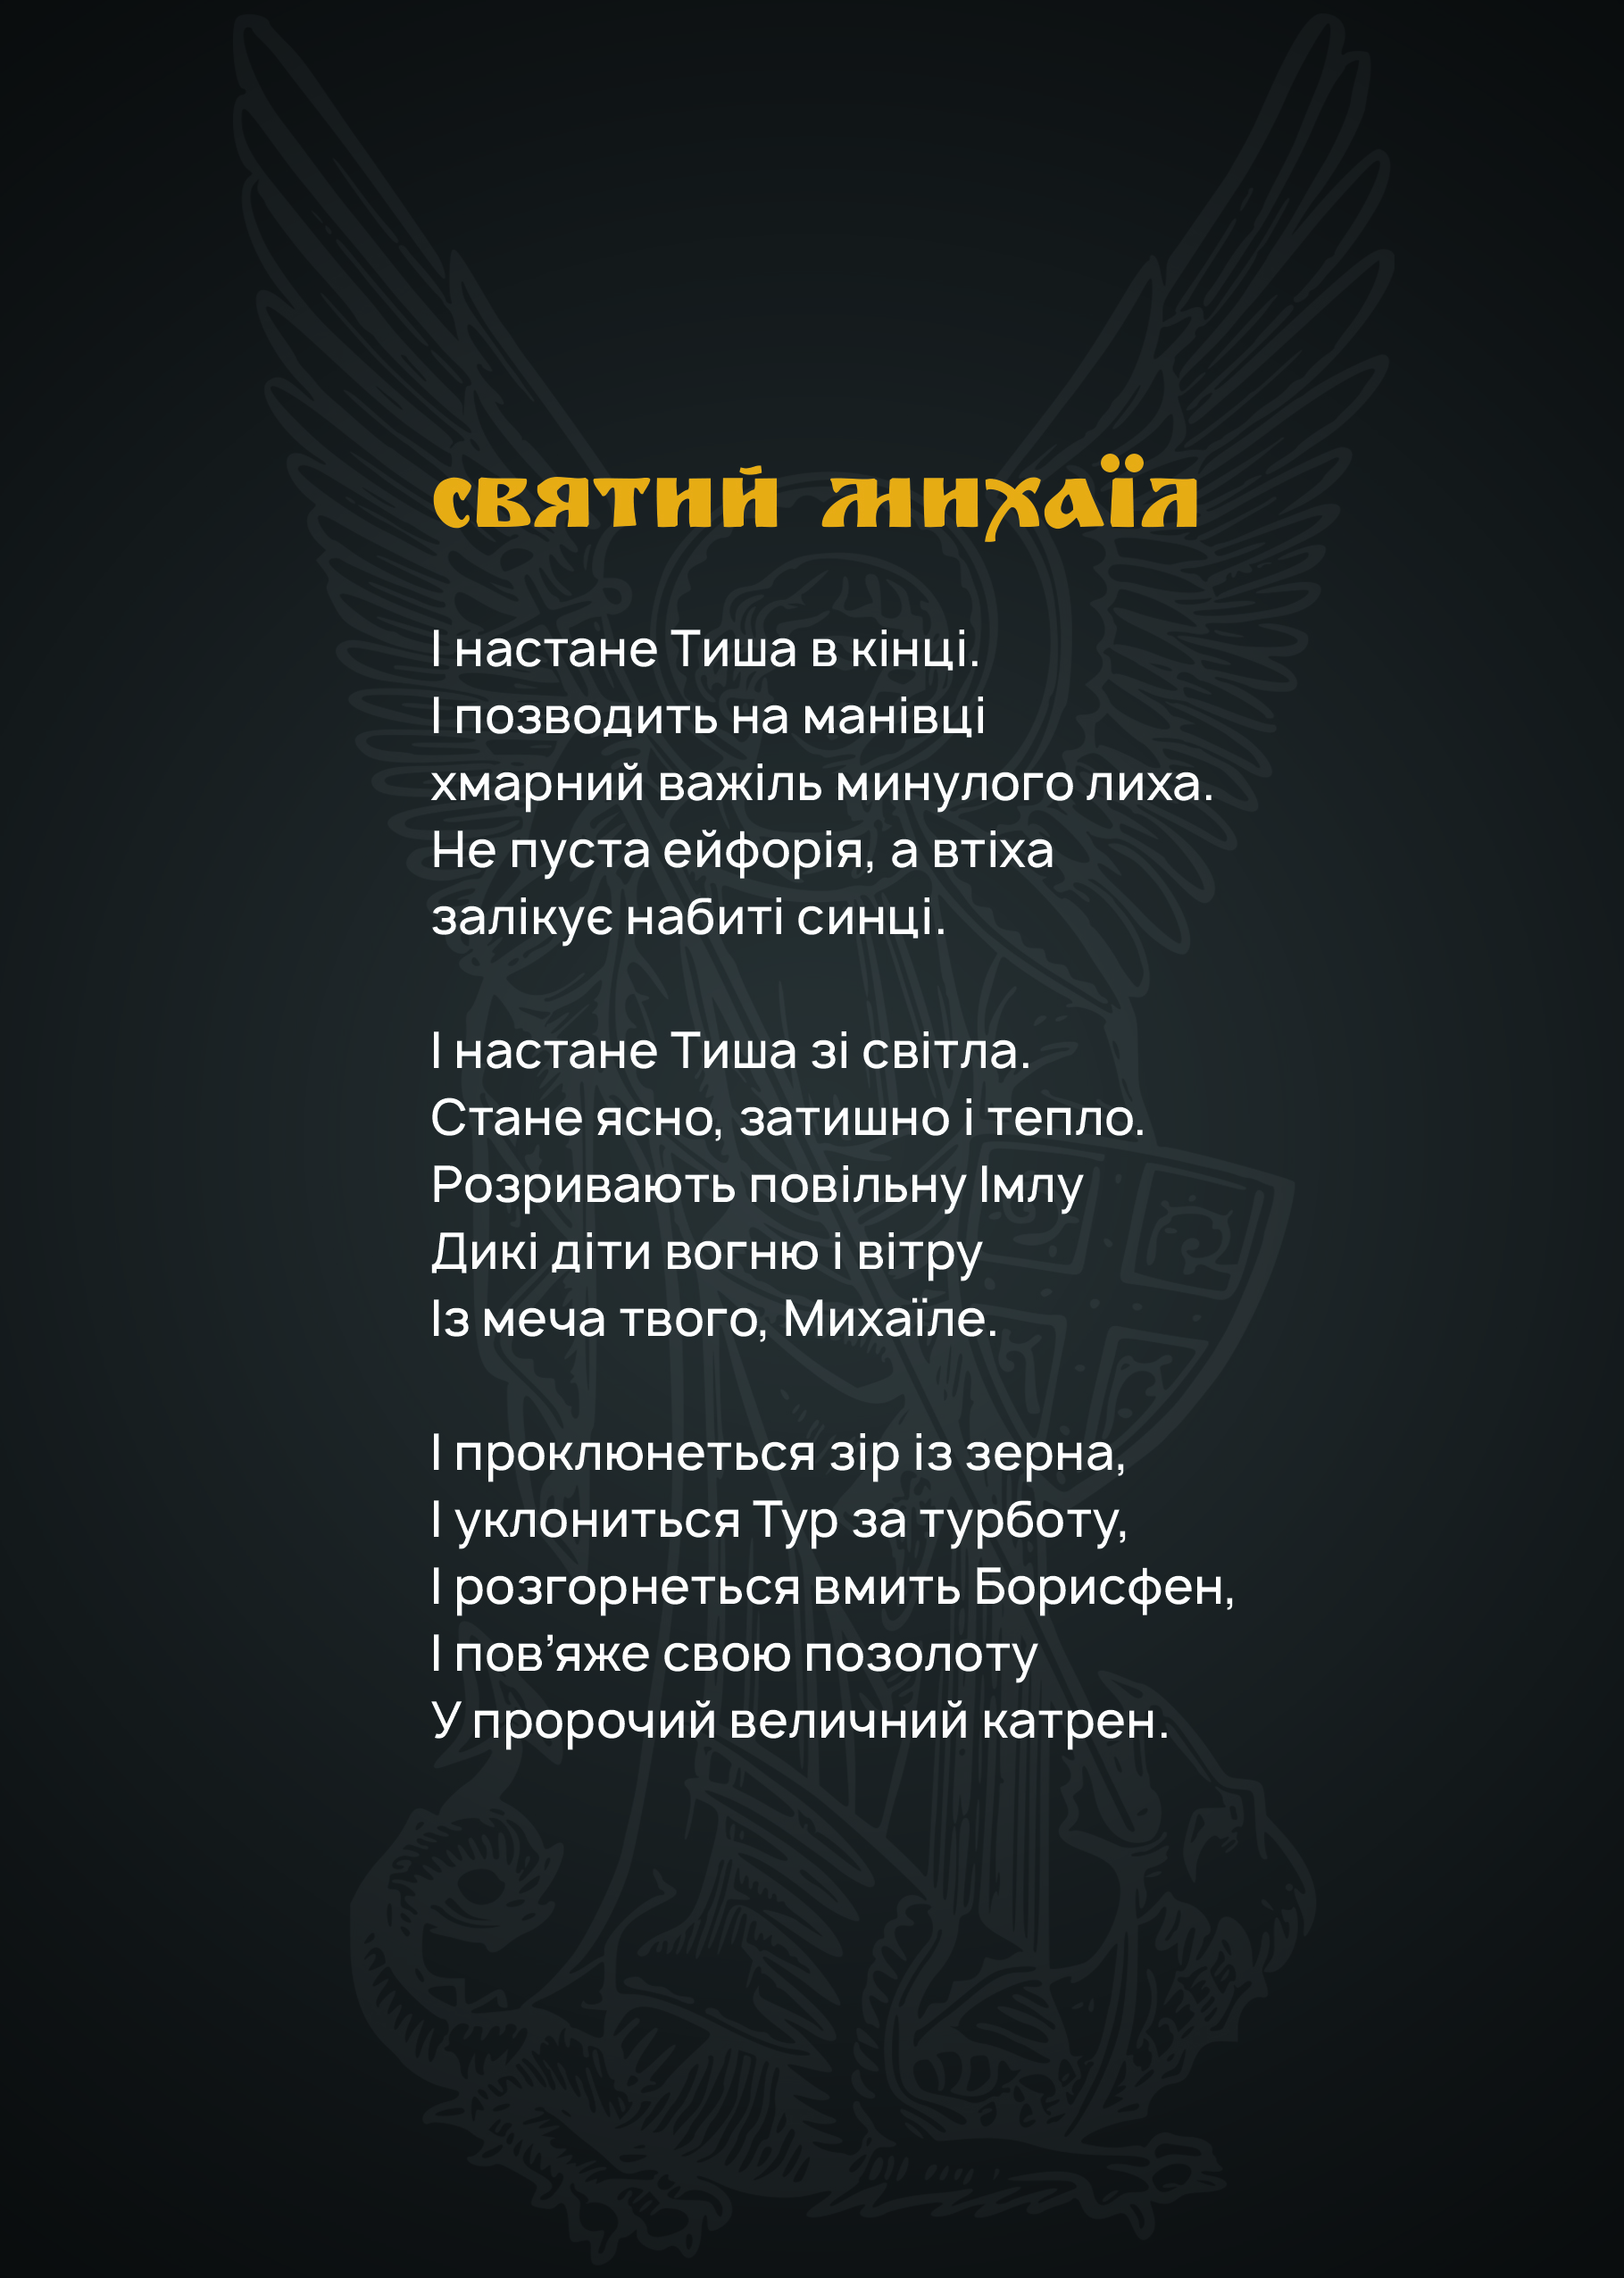 святий михаїл
І настане Тиша в кінці.
І позводить на манівці
хмарний важіль минулого лиха.
Не пуста ейфорія, а втіха
залікує набиті синці.
І настане Тиша зі світла.
Стане ясно, затишно і тепло.
Розривають повільну Імлу
Дикі діти вогню і вітру
Із меча твого, Михаїле.
І проклюнеться зір із зерна,
І уклониться Тур за турботу,
І розгорнеться вмить Борисфен,
І пов’яже свою позолоту
У пророчий величний катрен.